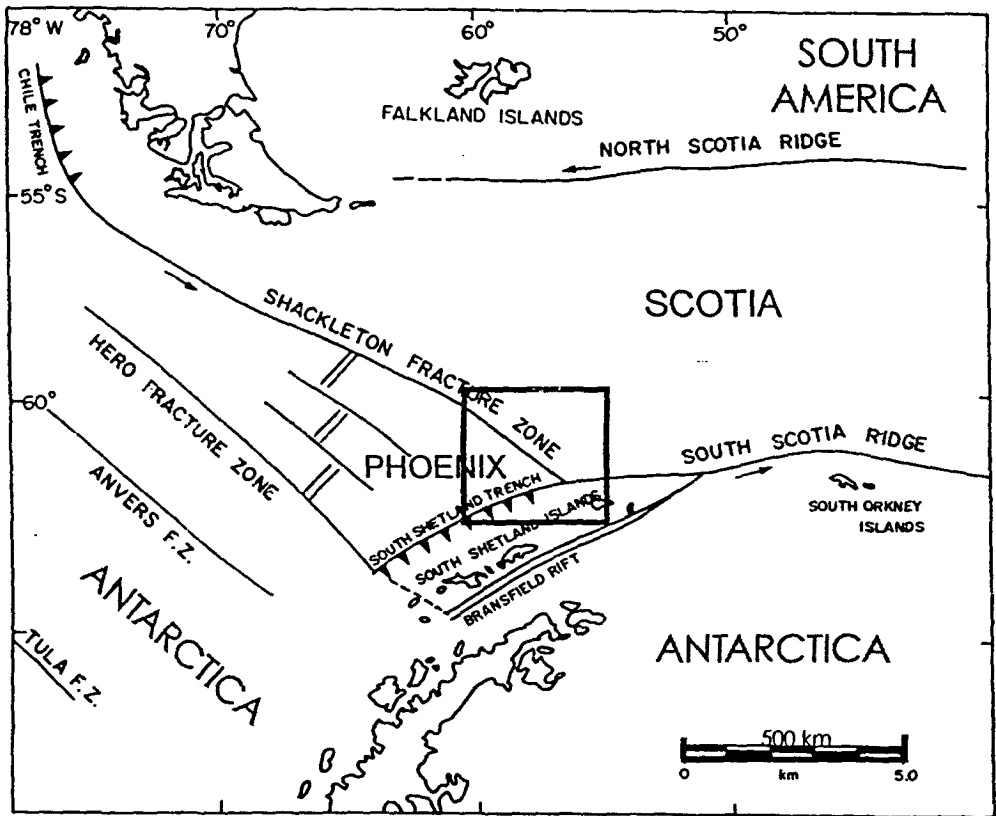 78° W
70°
60°
50°
SOUTH
AMERICA
FALKLAND ISLANDS
CHILE TRENCH
NORTH SCOTIA RIDGE
55°S
SCOTIA
SHACKLETON FRACTURE ZONE
HERO FRACTURE ZONE
60°
PHOENIX
SOUTH SCOTIA RIDGE
ANVERS F.Z.
SOUTH SHETLAND TRENCH
SOUTH SHETLAND ISLANDS
SOUTH ORKNEY
ISLANDS
BRANSFIELD RIFT
ANTARCTICA
TULA F.Z.
ANTARCTICA
500 km
0
km
5.0